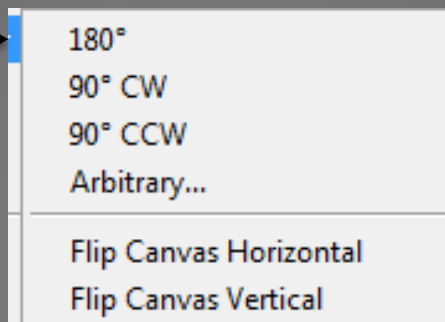 180°
90° CW
90° CCW
Arbitrary...
Flip Canvas Horizontal
Flip Canvas Vertical